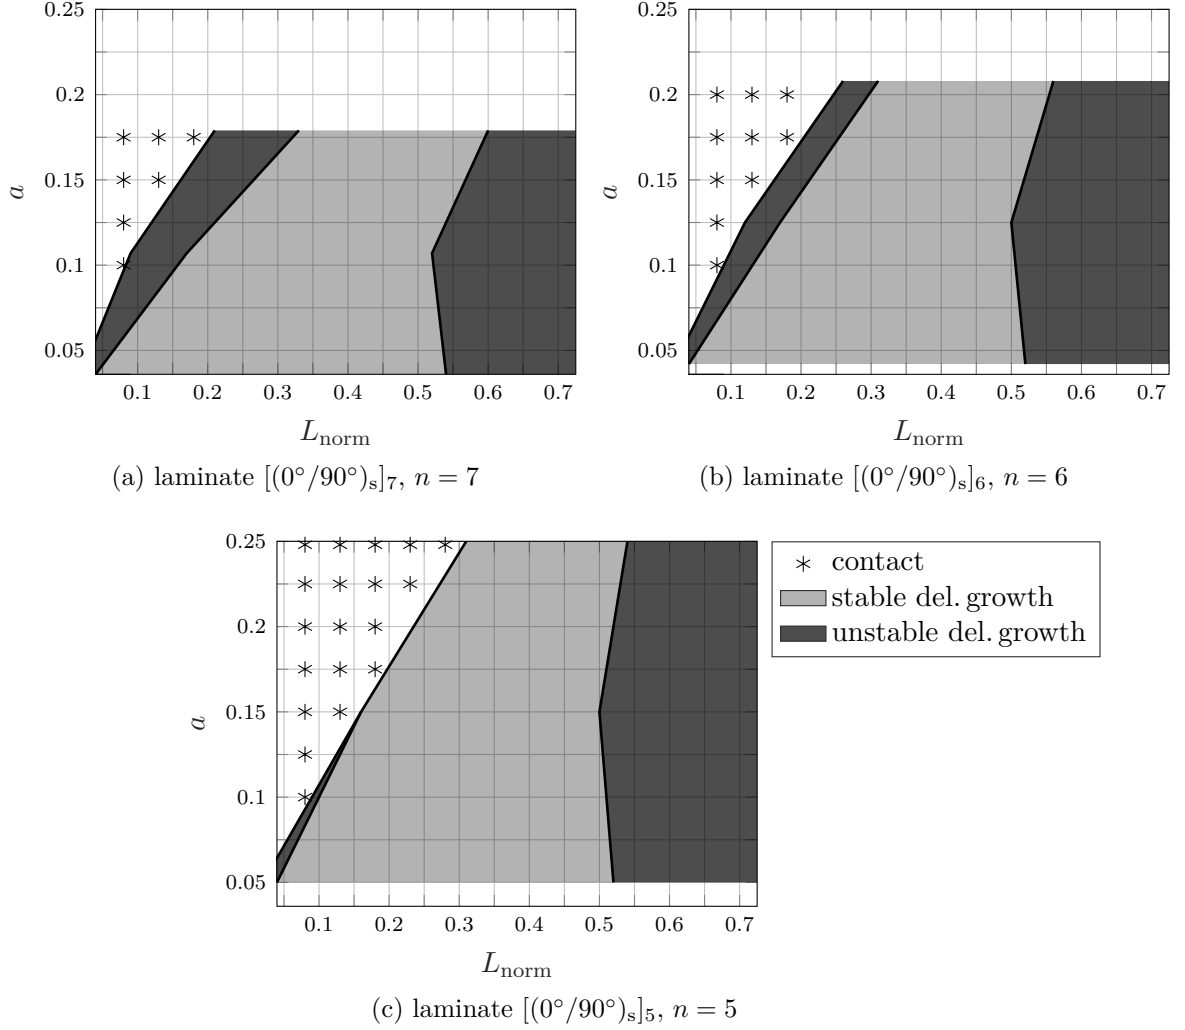 0.25
0.2
0.15
0.1
0.05
a
0.1 0.2 0.3 0.4 0.5 0.6 0.7
L_norm
(a) laminate [(0°/90°)_s]_7, n = 7
0.25
0.2
0.15
0.1
0.05
a
0.1 0.2 0.3 0.4 0.5 0.6 0.7
L_norm
(b) laminate [(0°/90°)_s]_6, n = 6
0.25
0.2
0.15
0.1
0.05
a
0.1 0.2 0.3 0.4 0.5 0.6 0.7
L_norm
(c) laminate [(0°/90°)_s]_5, n = 5
contact
stable del. growth
unstable del. growth